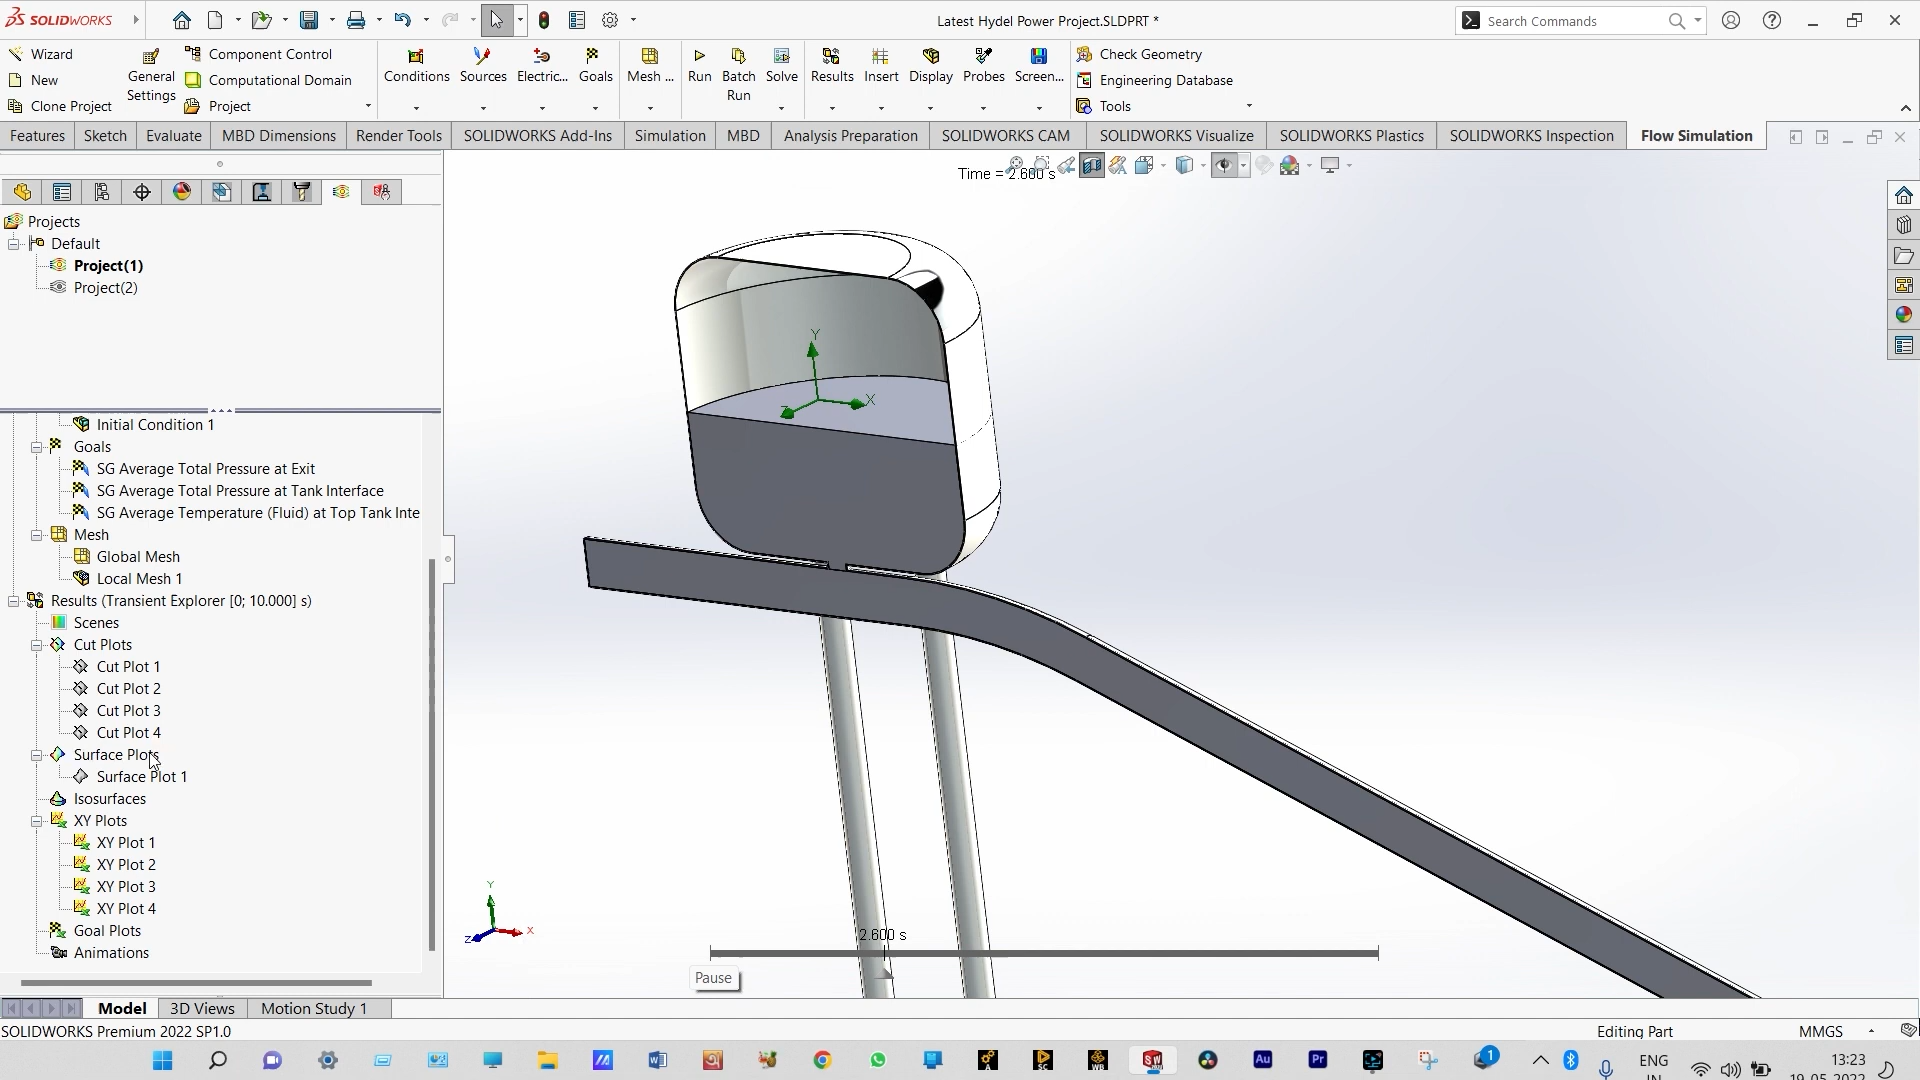 SOLIDWORKS
Latest Hydel Power Project.SLDPRT *
Search Commands
Wizard
New
Clone Project
General Settings
Component Control
Computational Domain
Project
Conditions
Sources
Electric...
Goals
Mesh ...
Run
Batch Run
Solve
Results
Insert
Display
Probes
Screen...
Check Geometry
Engineering Database
Tools
Features
Sketch
Evaluate
MBD Dimensions
Render Tools
SOLIDWORKS Add-Ins
Simulation
MBD
Analysis Preparation
SOLIDWORKS CAM
SOLIDWORKS Visualize
SOLIDWORKS Plastics
SOLIDWORKS Inspection
Flow Simulation
Time = 2.600 s
Projects
Default
Project(1)
Project(2)
Initial Condition 1
Goals
SG Average Total Pressure at Exit
SG Average Total Pressure at Tank Interface
SG Average Temperature (Fluid) at Top Tank Inte
Mesh
Global Mesh
Local Mesh 1
Results (Transient Explorer [0; 10.000] s)
Scenes
Cut Plots
Cut Plot 1
Cut Plot 2
Cut Plot 3
Cut Plot 4
Surface Plots
Surface Plot 1
Isosurfaces
XY Plots
XY Plot 1
XY Plot 2
XY Plot 3
XY Plot 4
Goal Plots
Animations
Y
X
Z
Y
X
Z
2.600 s
Pause
Model
3D Views
Motion Study 1
SOLIDWORKS Premium 2022 SP1.0
Editing Part
MMGS
Au
Pr
1
ENG
IN
13:23
19-05-2022